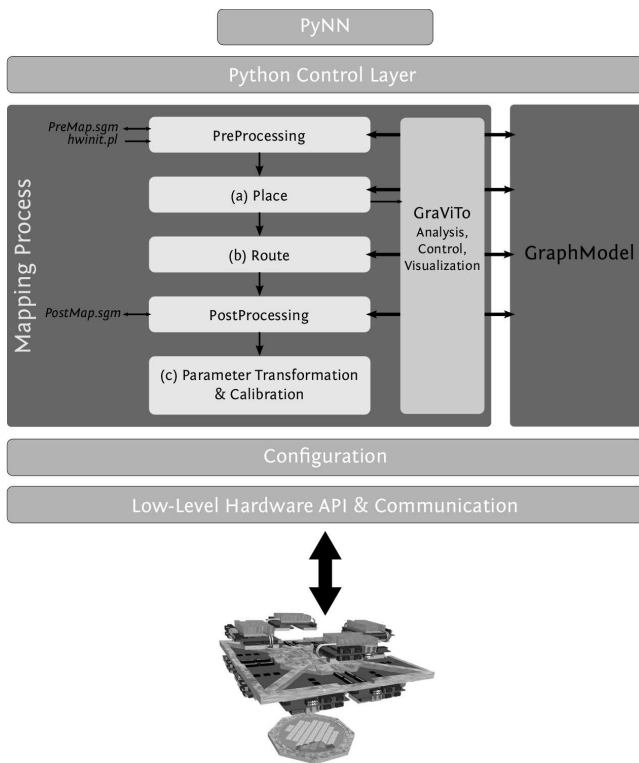 PyNN
Python Control Layer
Mapping Process
PreMap.sgm
hwinit.pl
PreProcessing
(a) Place
(b) Route
PostMap.sgm
PostProcessing
(c) Parameter Transformation
& Calibration
GraViTo
Analysis,
Control,
Visualization
GraphModel
Configuration
Low-Level Hardware API & Communication